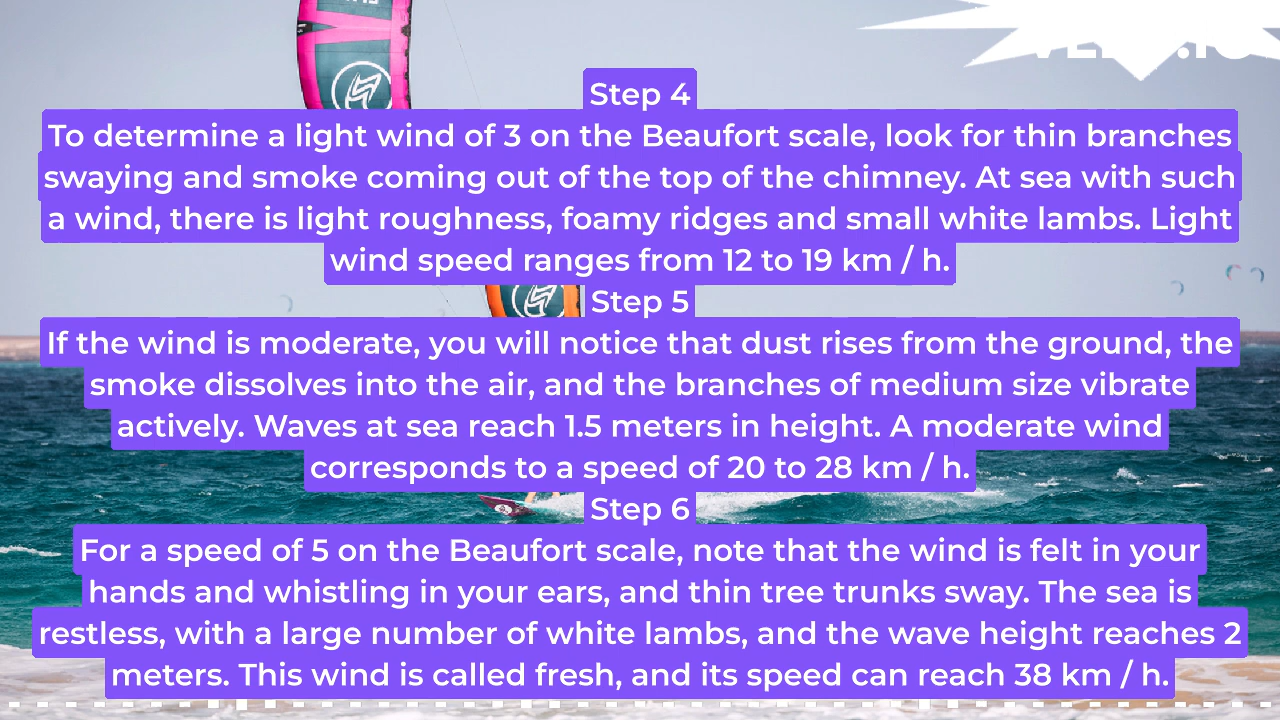 Step 4
To determine a light wind of 3 on the Beaufort scale, look for thin branches
swaying and smoke coming out of the top of the chimney. At sea with such
a wind, there is light roughness, foamy ridges and small white lambs. Light
wind speed ranges from 12 to 19 km / h.
Step 5
If the wind is moderate, you will notice that dust rises from the ground, the
smoke dissolves into the air, and the branches of medium size vibrate
actively. Waves at sea reach 1.5 meters in height. A moderate wind
corresponds to a speed of 20 to 28 km / h.
Step 6
For a speed of 5 on the Beaufort scale, note that the wind is felt in your
hands and whistling in your ears, and thin tree trunks sway. The sea is
restless, with a large number of white lambs, and the wave height reaches 2
meters. This wind is called fresh, and its speed can reach 38 km / h.